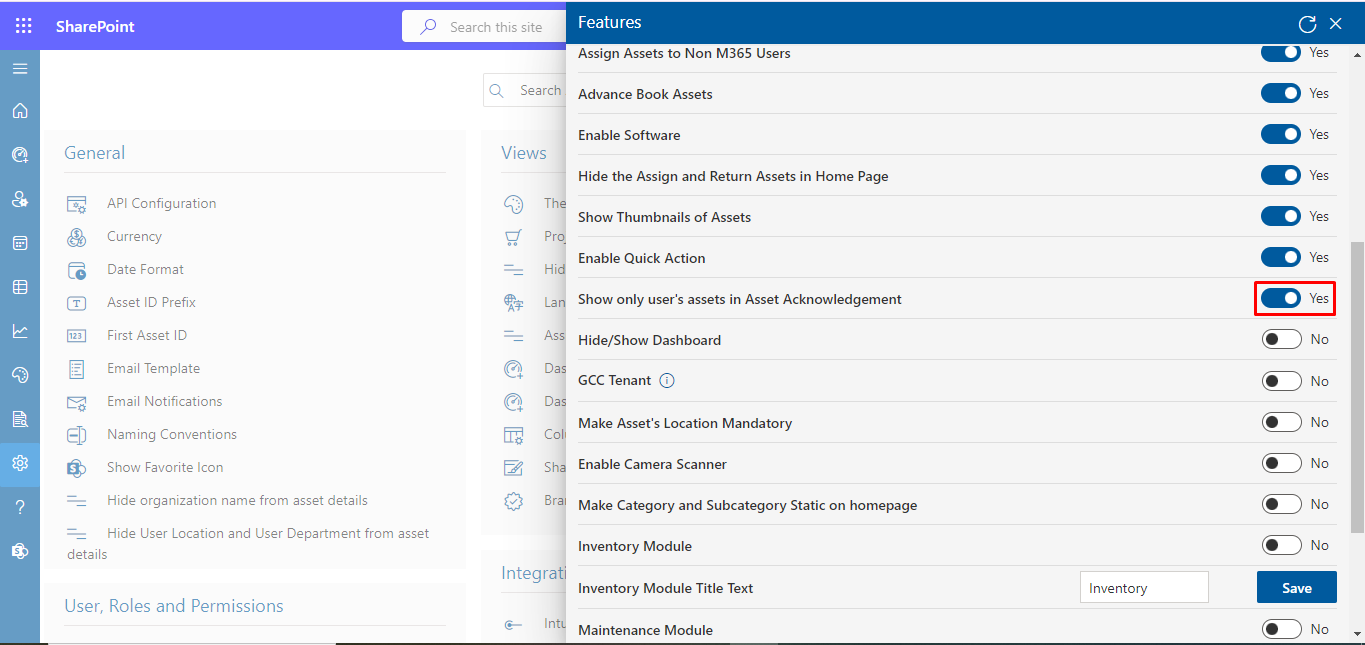 SharePoint
Search this site
Features
Search
General
API Configuration
Currency
Date Format
Asset ID Prefix
123
First Asset ID
Email Template
Email Notifications
Naming Conventions
Show Favorite Icon
Hide organization name from asset details
Hide User Location and User Department from asset
details
User, Roles and Permissions
Views
The
Proj
Hid
Lan
Ass
Das
Das
Col
Sha
Bra
Integrati
Intu
Assign Assets to Non M365 Users Yes
Advance Book Assets Yes
Enable Software Yes
Hide the Assign and Return Assets in Home Page Yes
Show Thumbnails of Assets Yes
Enable Quick Action Yes
Show only user's assets in Asset Acknowledgement Yes
Hide/Show Dashboard No
GCC Tenant No
Make Asset's Location Mandatory No
Enable Camera Scanner No
Make Category and Subcategory Static on homepage No
Inventory Module No
Inventory Module Title Text Inventory Save
Maintenance Module No